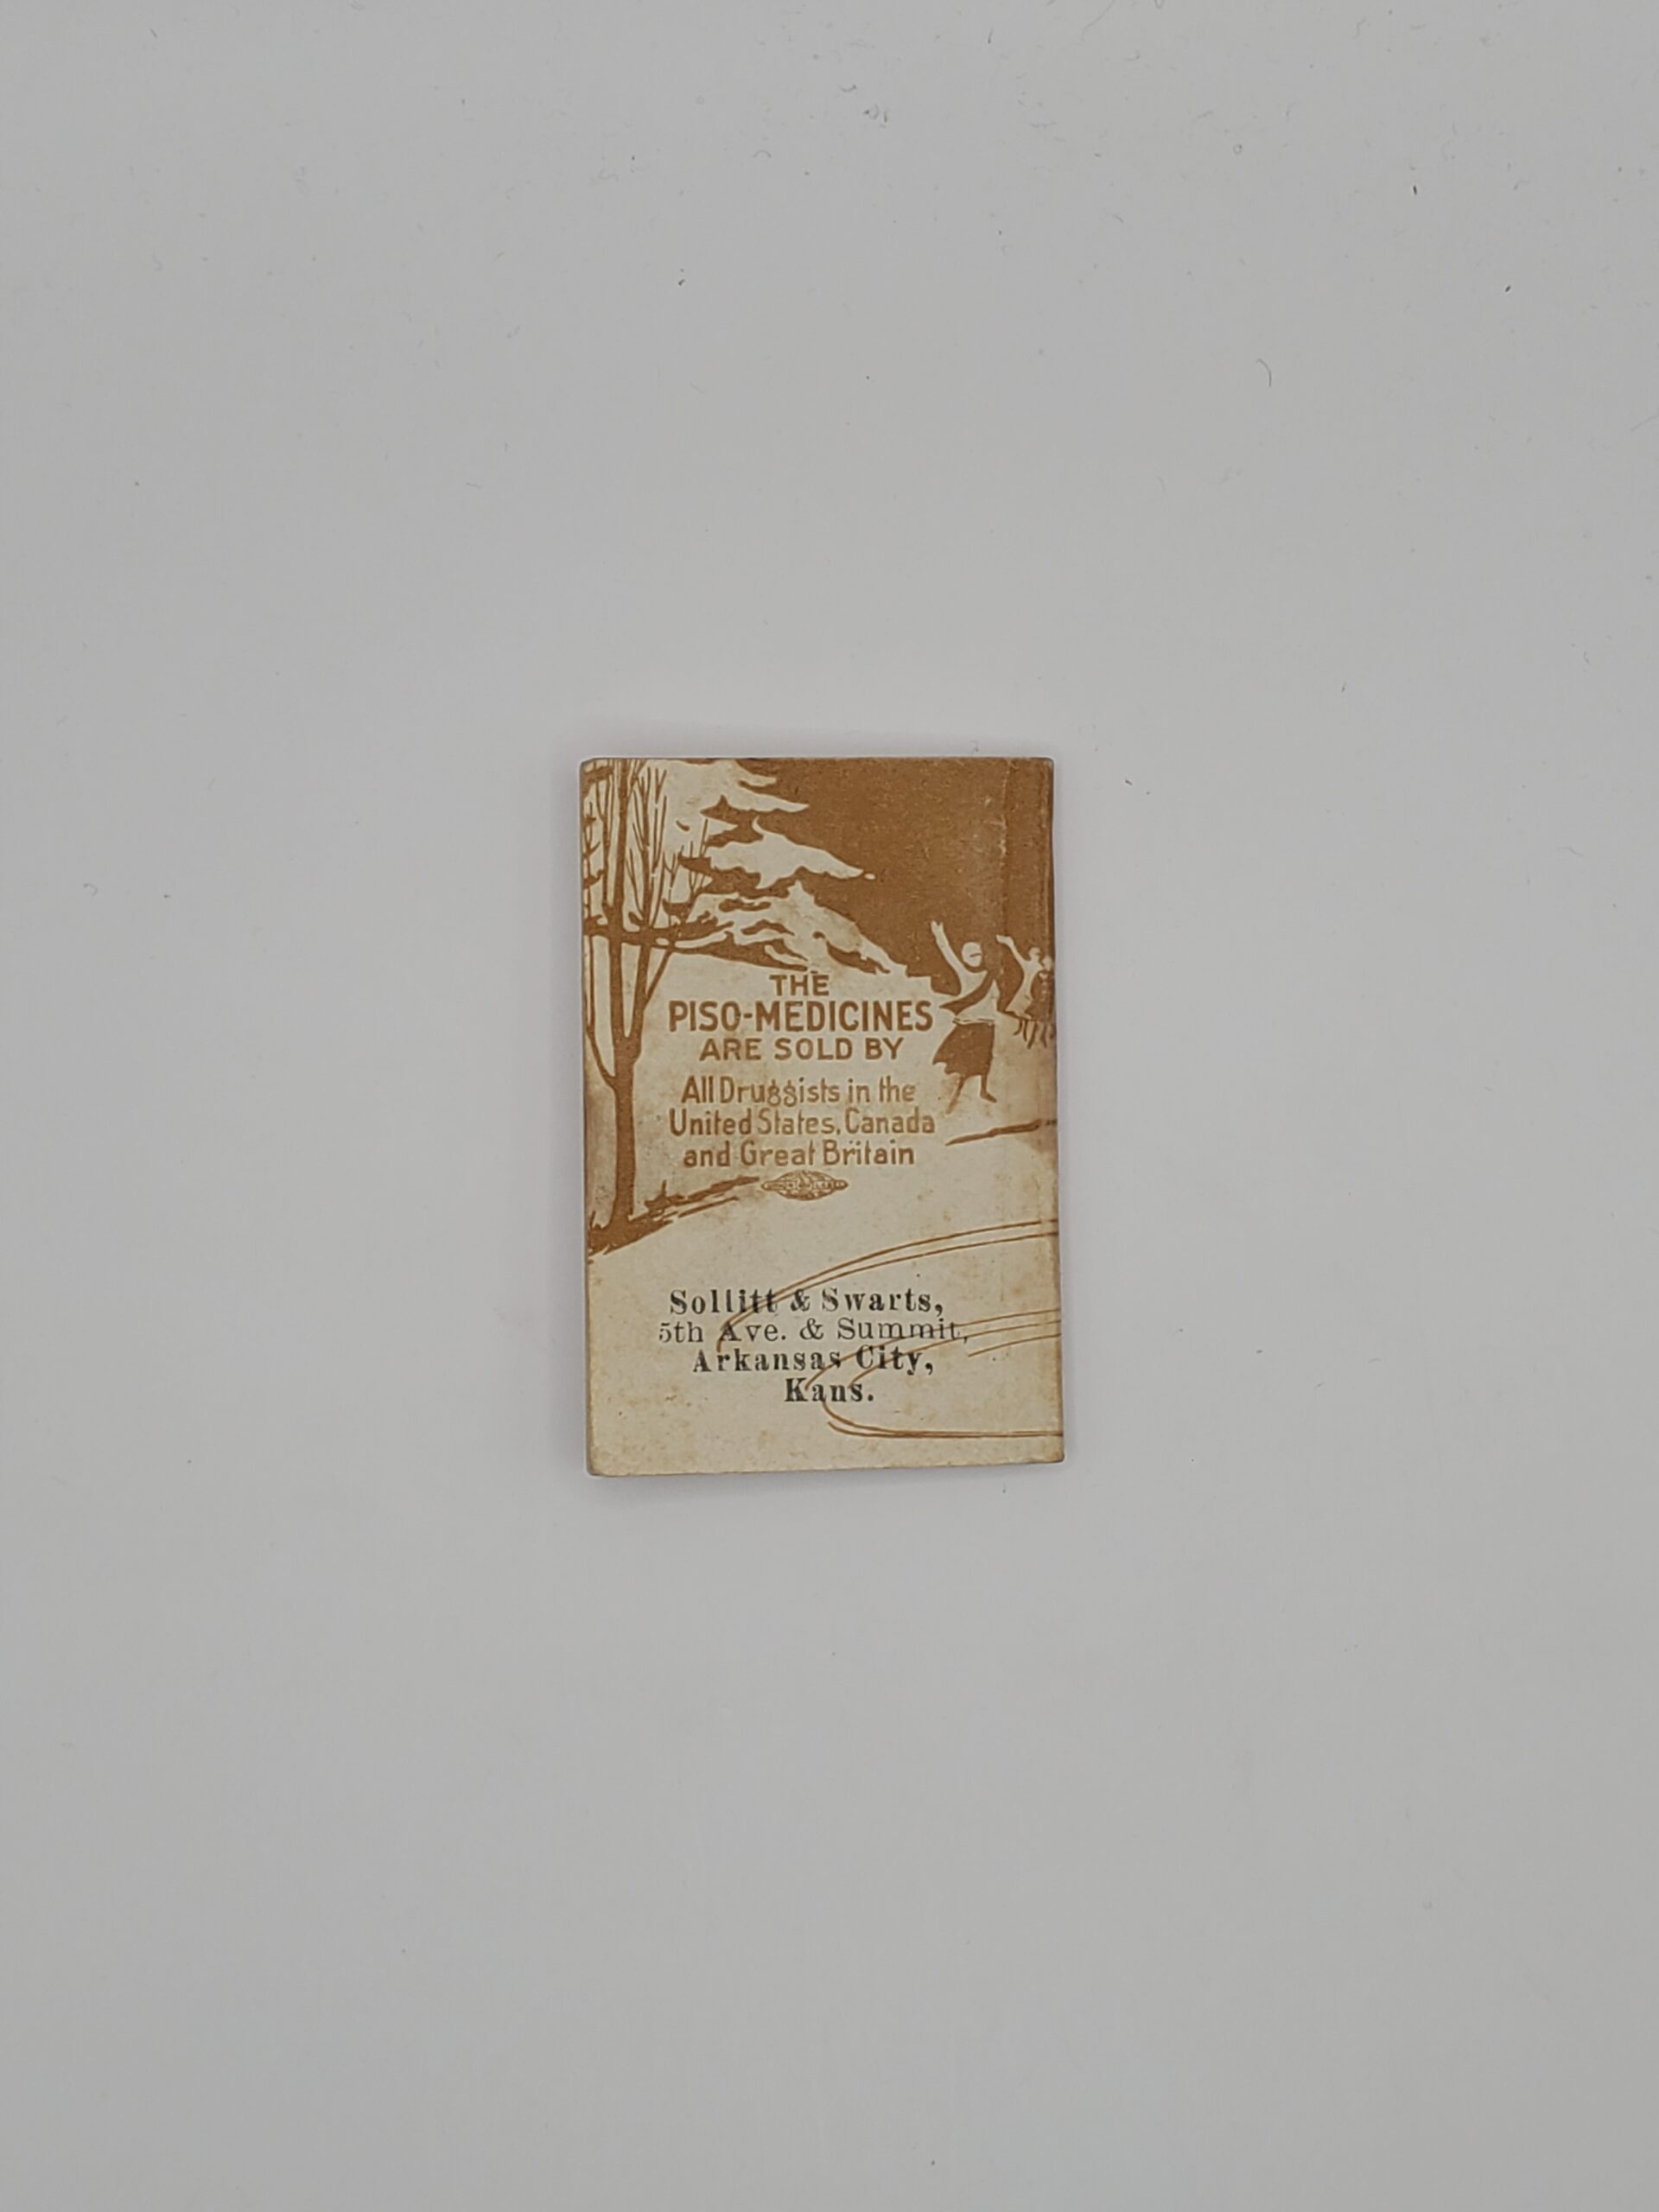 THE
PISO-MEDICINES
ARE SOLD BY
All Druggists in the
United States, Canada
and Great Britain
Sollitt & Swarts,
5th Ave. & Summit,
Arkansas City,
Kans.